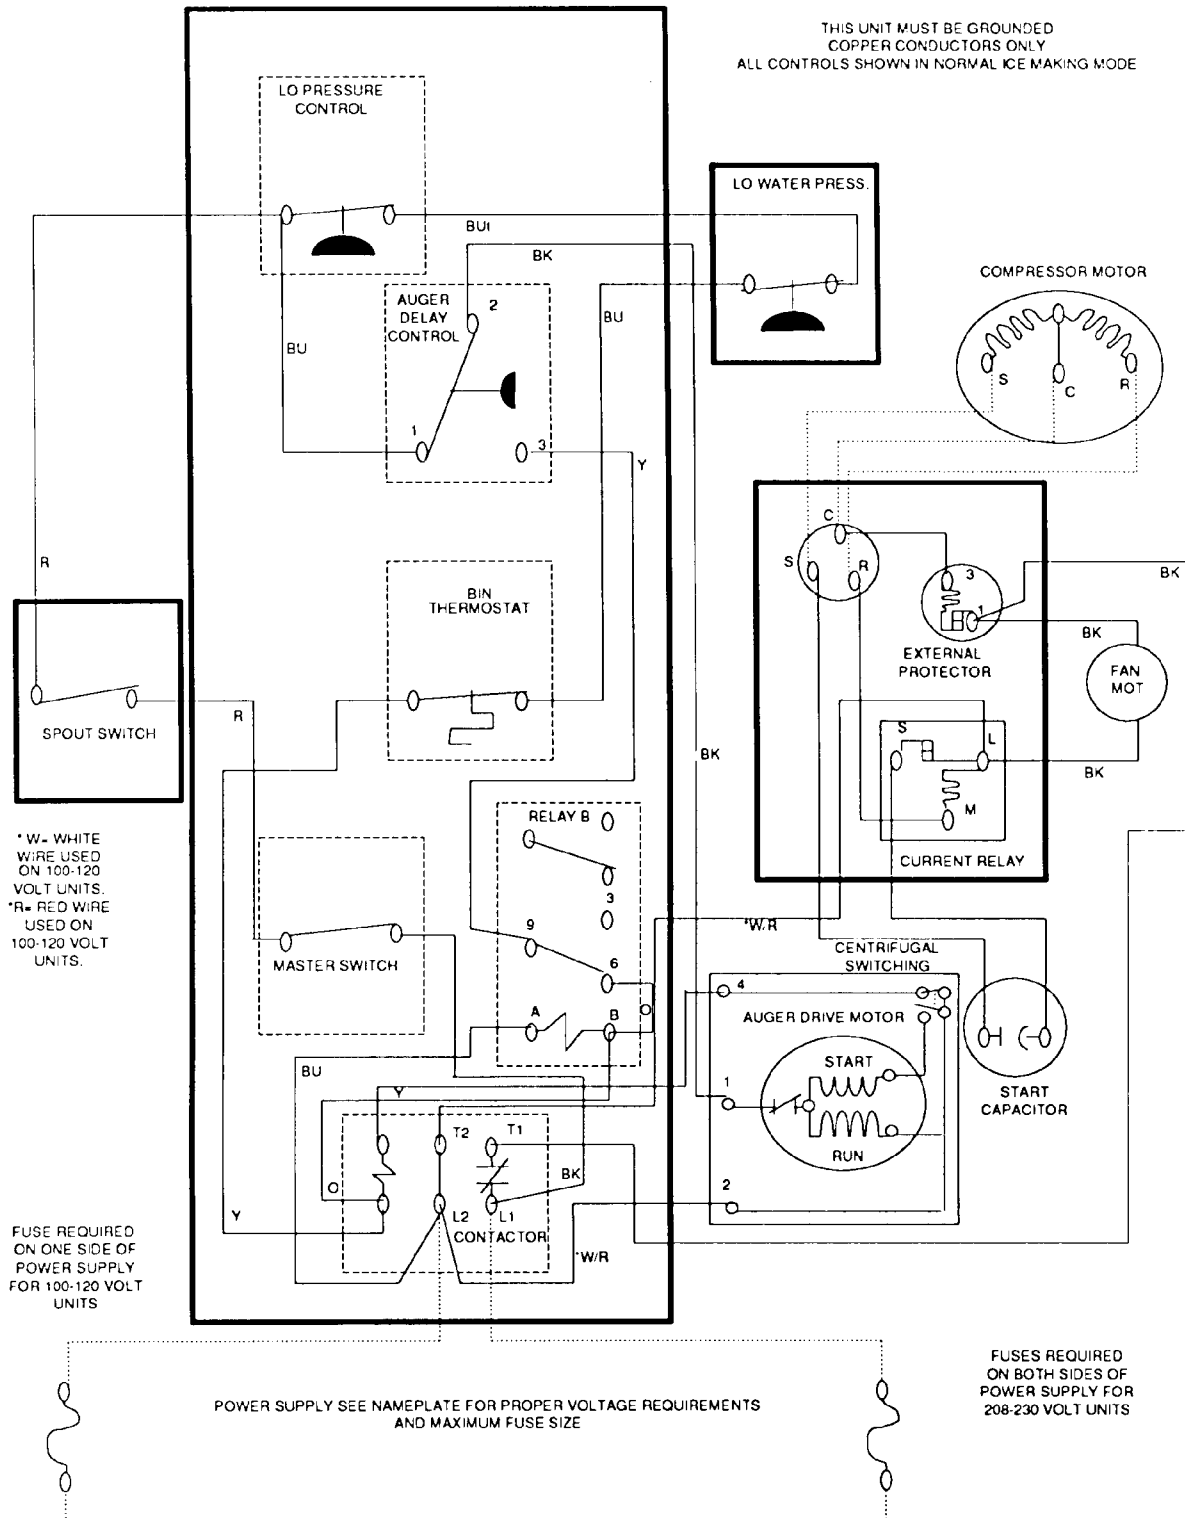 THIS UNIT MUST BE GROUNDED
COPPER CONDUCTORS ONLY
ALL CONTROLS SHOWN IN NORMAL ICE MAKING MODE
LO PRESSURE
CONTROL
LO WATER PRESS.
BUI
BK
COMPRESSOR MOTOR
AUGER
DELAY
CONTROL
2
BU
BU
S
C
R
1
3
Y
C
S
R
3
1
BK
R
BIN
THERMOSTAT
EXTERNAL
PROTECTOR
BK
FAN
MOT
R
SPOUT SWITCH
S
L
BK
BK
M
RELAY B
CURRENT RELAY
* W= WHITE
WIRE USED
ON 100-120
VOLT UNITS.
*R= RED WIRE
USED ON
100-120 VOLT
UNITS.
3
9
6
*W/R
MASTER SWITCH
CENTRIFUGAL
SWITCHING
4
A
B
O
AUGER DRIVE MOTOR
BU
START
Y
1
START
CAPACITOR
T2
T1
RUN
BK
O
2
Y
L2
L1
CONTACTOR
*W/R
FUSE REQUIRED
ON ONE SIDE OF
POWER SUPPLY
FOR 100-120 VOLT
UNITS
POWER SUPPLY SEE NAMEPLATE FOR PROPER VOLTAGE REQUIREMENTS
AND MAXIMUM FUSE SIZE
FUSES REQUIRED
ON BOTH SIDES OF
POWER SUPPLY FOR
208-230 VOLT UNITS